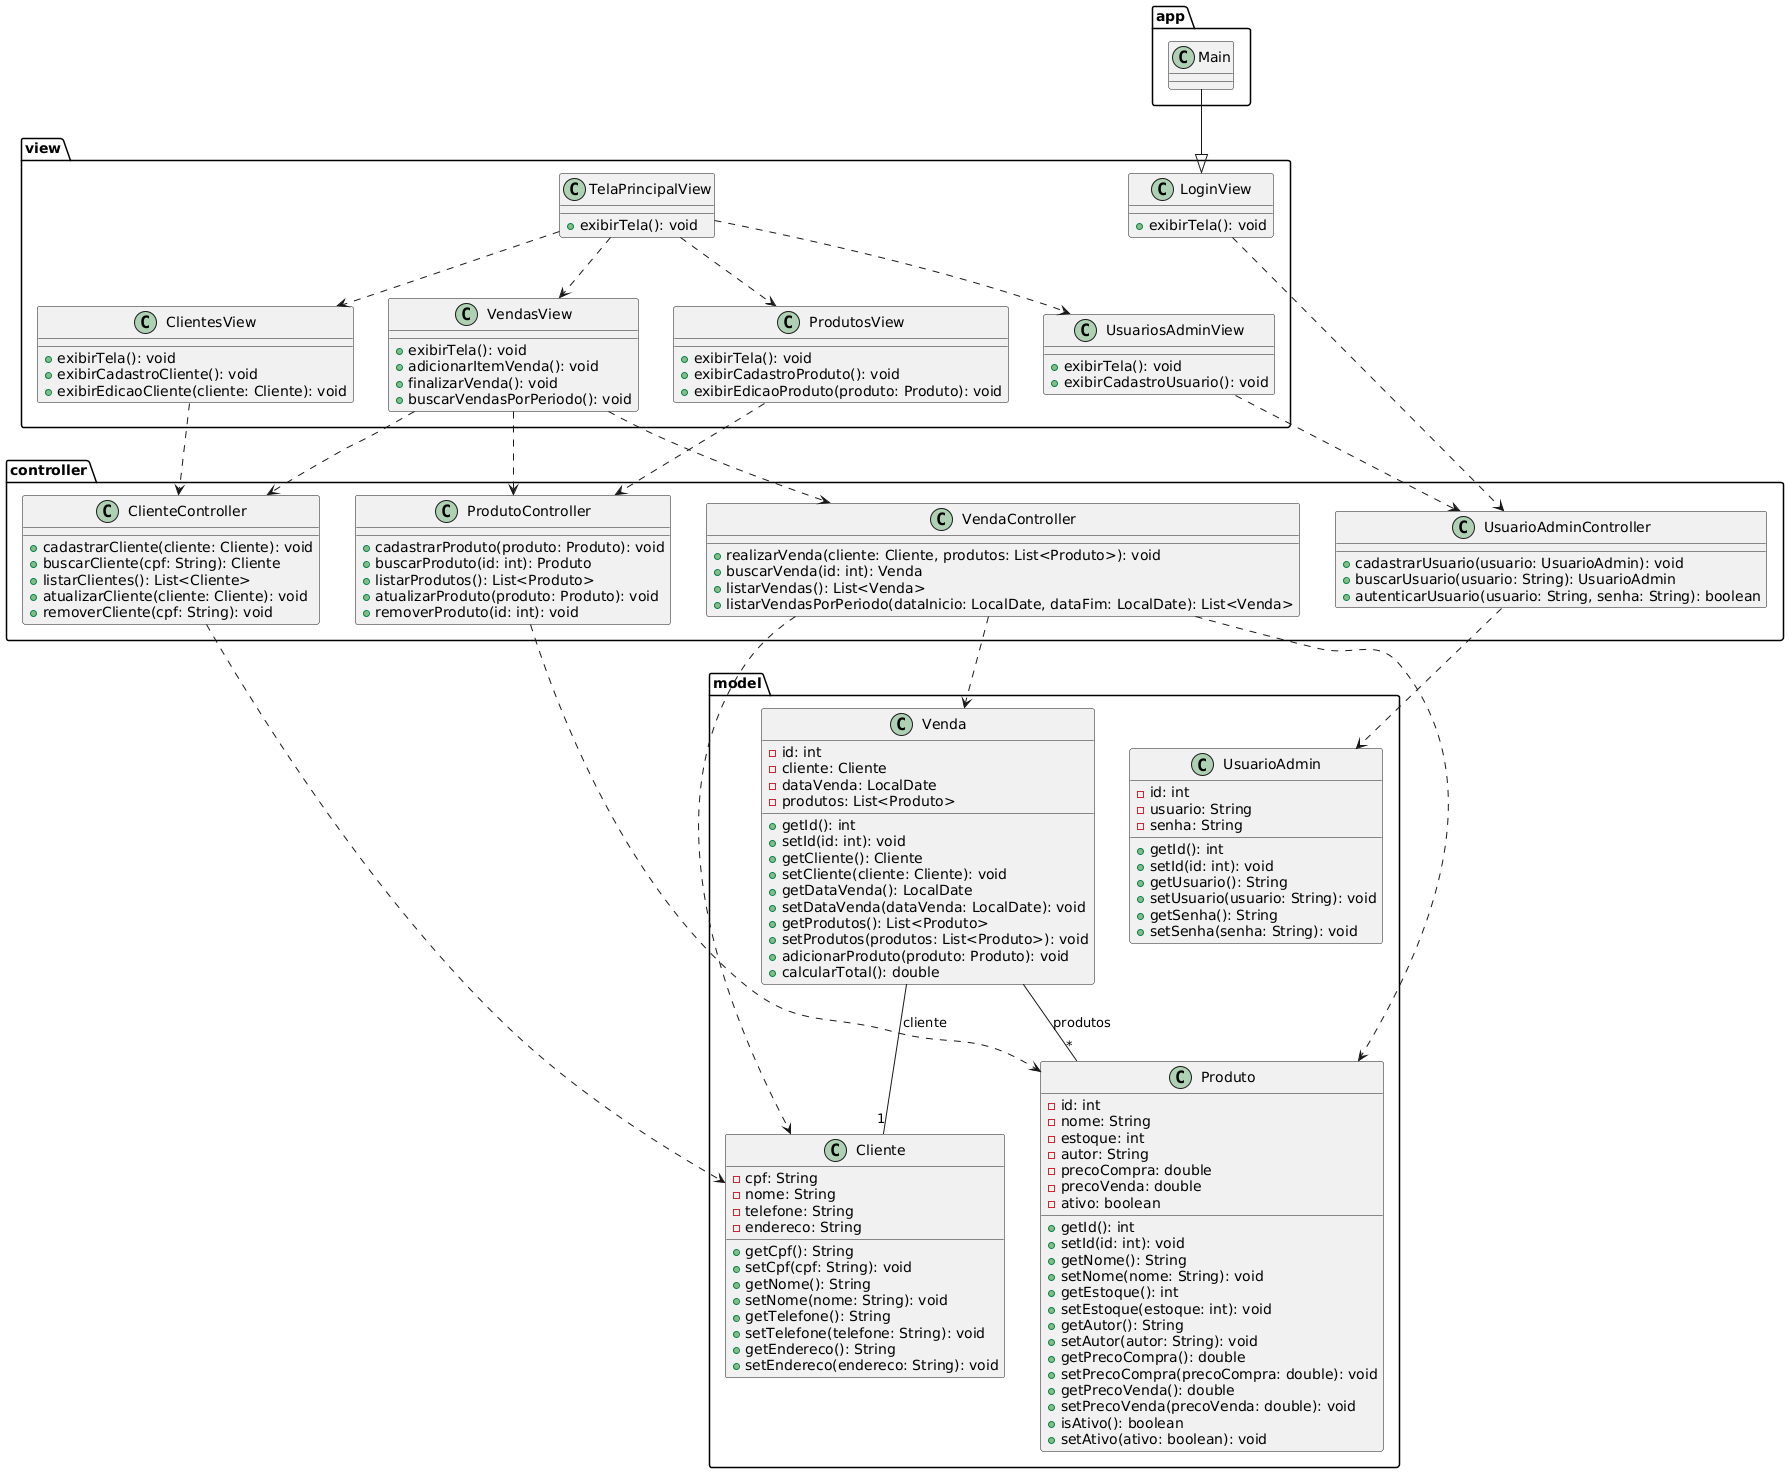 app
C Main
view
C TelaPrincipalView
exibirTela(): void
C LoginView
exibirTela(): void
C ClientesView
exibirTela(): void
exibirCadastroCliente(): void
exibirEdicaoCliente(cliente: Cliente): void
C VendasView
exibirTela(): void
adicionarItemVenda(): void
finalizarVenda(): void
buscarVendasPorPeriodo(): void
C ProdutosView
exibirTela(): void
exibirCadastroProduto(): void
exibirEdicaoProduto(produto: Produto): void
C UsuariosAdminView
exibirTela(): void
exibirCadastroUsuario(): void
controller
C ClienteController
cadastrarCliente(cliente: Cliente): void
buscarCliente(cpf: String): Cliente
listarClientes(): List<Cliente>
atualizarCliente(cliente: Cliente): void
removerCliente(cpf: String): void
C ProdutoController
cadastrarProduto(produto: Produto): void
buscarProduto(id: int): Produto
listarProdutos(): List<Produto>
atualizarProduto(produto: Produto): void
removerProduto(id: int): void
C VendaController
realizarVenda(cliente: Cliente, produtos: List<Produto>): void
buscarVenda(id: int): Venda
listarVendas(): List<Venda>
listarVendasPorPeriodo(dataInicio: LocalDate, dataFim: LocalDate): List<Venda>
C UsuarioAdminController
cadastrarUsuario(usuario: UsuarioAdmin): void
buscarUsuario(usuario: String): UsuarioAdmin
autenticarUsuario(usuario: String, senha: String): boolean
model
C Venda
id: int
cliente: Cliente
dataVenda: LocalDate
produtos: List<Produto>
getId(): int
setId(id: int): void
getCliente(): Cliente
setCliente(cliente: Cliente): void
getDataVenda(): LocalDate
setDataVenda(dataVenda: LocalDate): void
getProdutos(): List<Produto>
setProdutos(produtos: List<Produto>): void
adicionarProduto(produto: Produto): void
calcularTotal(): double
C UsuarioAdmin
id: int
usuario: String
senha: String
getId(): int
setId(id: int): void
getUsuario(): String
setUsuario(usuario: String): void
getSenha(): String
setSenha(senha: String): void
cliente
produtos
*
1
C Cliente
cpf: String
nome: String
telefone: String
endereco: String
getCpf(): String
setCpf(cpf: String): void
getNome(): String
setNome(nome: String): void
getTelefone(): String
setTelefone(telefone: String): void
getEndereco(): String
setEndereco(endereco: String): void
C Produto
id: int
nome: String
estoque: int
autor: String
precoCompra: double
precoVenda: double
ativo: boolean
getId(): int
setId(id: int): void
getNome(): String
setNome(nome: String): void
getEstoque(): int
setEstoque(estoque: int): void
getAutor(): String
setAutor(autor: String): void
getPrecoCompra(): double
setPrecoCompra(precoCompra: double): void
getPrecoVenda(): double
setPrecoVenda(precoVenda: double): void
isAtivo(): boolean
setAtivo(ativo: boolean): void